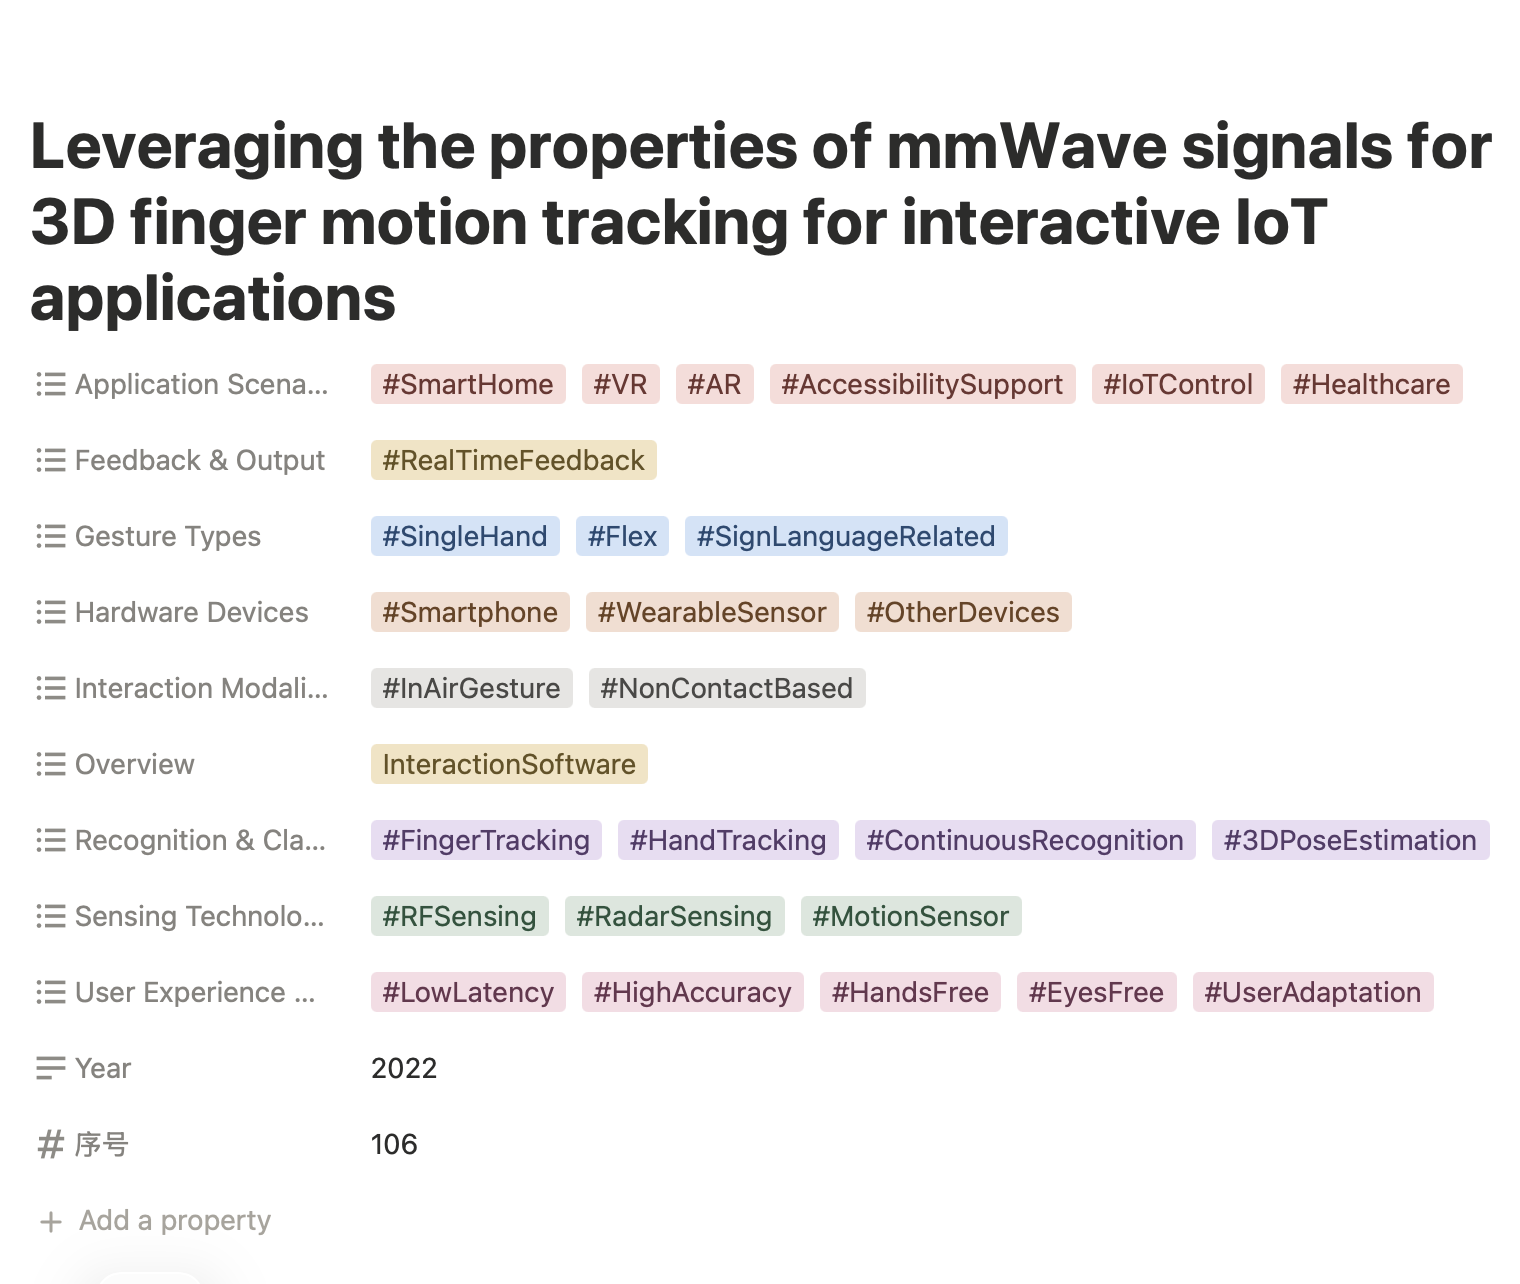 Leveraging the properties of mmWave signals for
3D finger motion tracking for interactive IoT
applications
Application Scena... #SmartHome #VR #AR #AccessibilitySupport #IoTControl #Healthcare
Feedback & Output #RealTimeFeedback
Gesture Types #SingleHand #Flex #SignLanguageRelated
Hardware Devices #Smartphone #WearableSensor #OtherDevices
Interaction Modali... #InAirGesture #NonContactBased
Overview InteractionSoftware
Recognition & Cla... #FingerTracking #HandTracking #ContinuousRecognition #3DPoseEstimation
Sensing Technolo... #RFSensing #RadarSensing #MotionSensor
User Experience ... #LowLatency #HighAccuracy #HandsFree #EyesFree #UserAdaptation
Year 2022
序号 106
Add a property